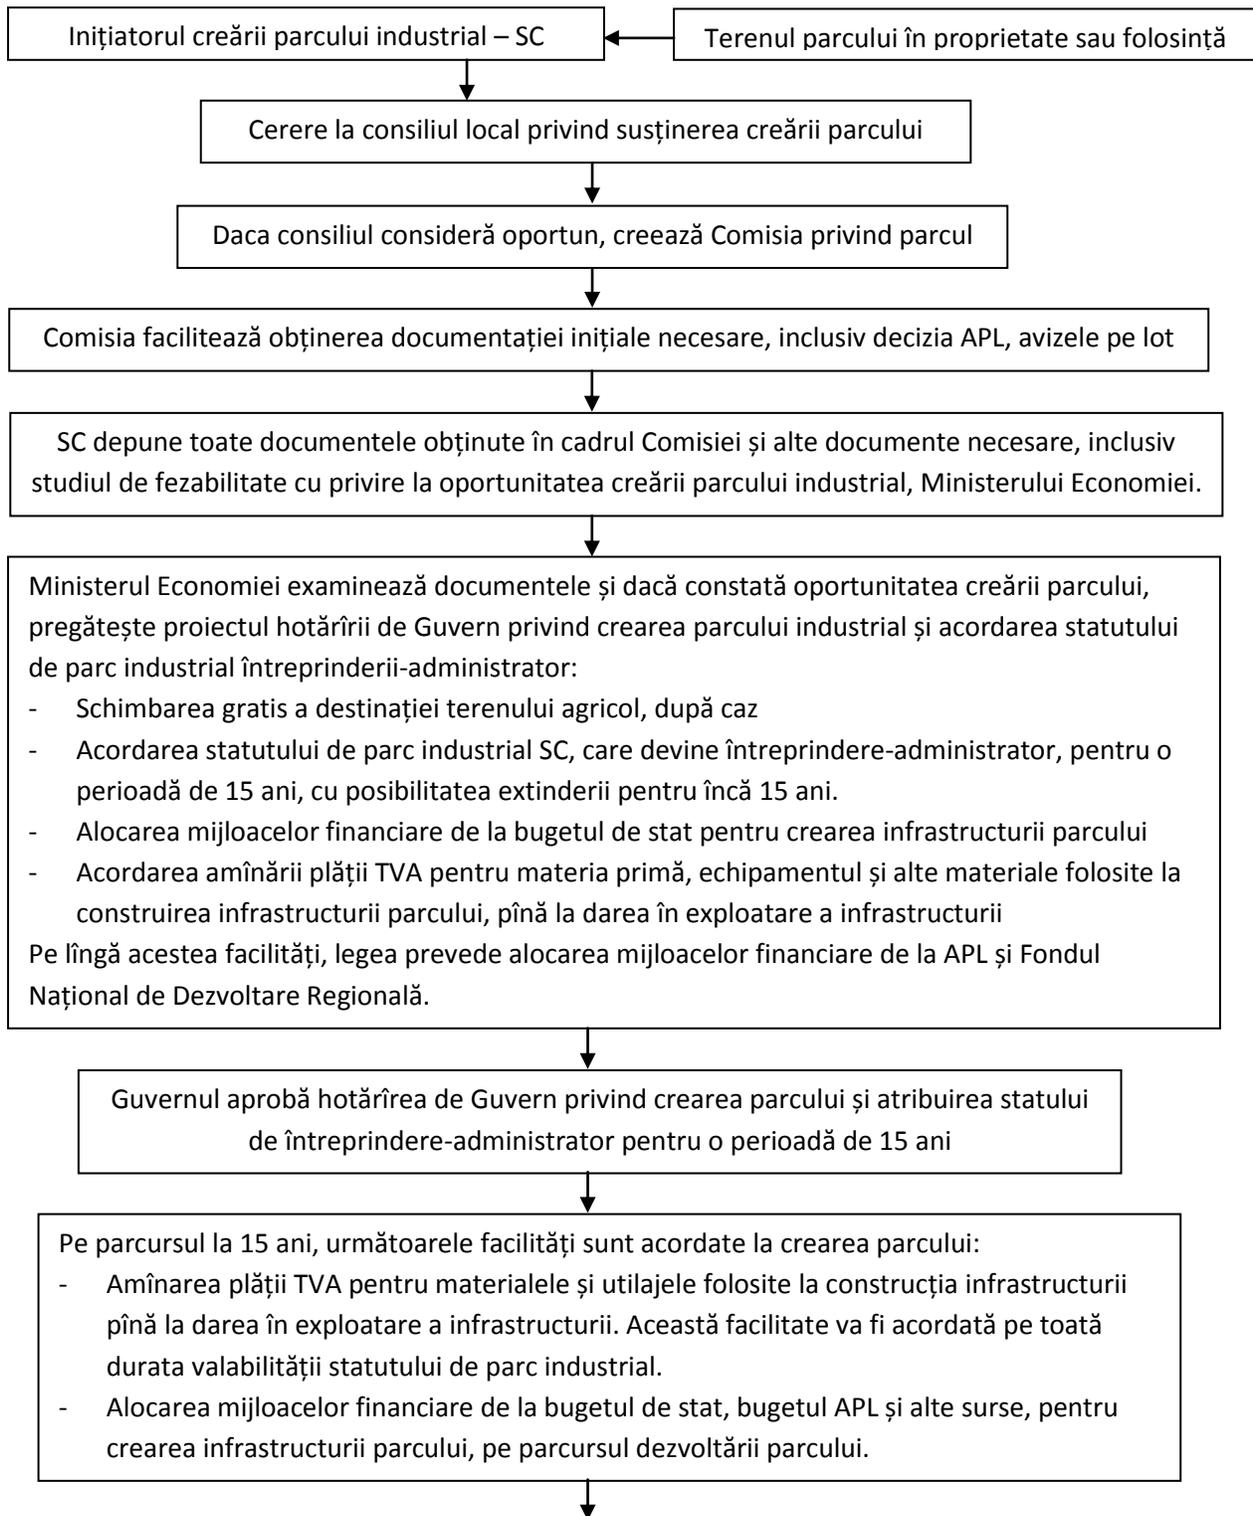 Inițiatorul creării parcului industrial – SC
Terenul parcului în proprietate sau folosință
Cerere la consiliul local privind susținerea creării parcului
Daca consiliul consideră oportun, creează Comisia privind parcul
Comisia facilitează obținerea documentației inițiale necesare, inclusiv decizia APL, avizele pe lot
SC depune toate documentele obținute în cadrul Comisiei și alte documente necesare, inclusiv
studiul de fezabilitate cu privire la oportunitatea creării parcului industrial, Ministerului Economiei.
Ministerul Economiei examinează documentele și dacă constată oportunitatea creării parcului,
pregătește proiectul hotărîrii de Guvern privind crearea parcului industrial și acordarea statutului
de parc industrial întreprinderii-administrator:
- Schimbarea gratis a destinației terenului agricol, după caz
- Acordarea statutului de parc industrial SC, care devine întreprindere-administrator, pentru o
perioadă de 15 ani, cu posibilitatea extinderii pentru încă 15 ani.
- Alocarea mijloacelor financiare de la bugetul de stat pentru crearea infrastructurii parcului
- Acordarea amînării plății TVA pentru materia primă, echipamentul și alte materiale folosite la
construirea infrastructurii parcului, pînă la darea în exploatare a infrastructurii
Pe lîngă acestea facilități, legea prevede alocarea mijloacelor financiare de la APL și Fondul
Național de Dezvoltare Regională.
Guvernul aprobă hotărîrea de Guvern privind crearea parcului și atribuirea statului
de întreprindere-administrator pentru o perioadă de 15 ani
Pe parcursul la 15 ani, următoarele facilități sunt acordate la crearea parcului:
- Amînarea plății TVA pentru materialele și utilajele folosite la construcția infrastructurii
pînă la darea în exploatare a infrastructurii. Această facilitate va fi acordată pe toată
durata valabilității statutului de parc industrial.
- Alocarea mijloacelor financiare de la bugetul de stat, bugetul APL și alte surse, pentru
crearea infrastructurii parcului, pe parcursul dezvoltării parcului.